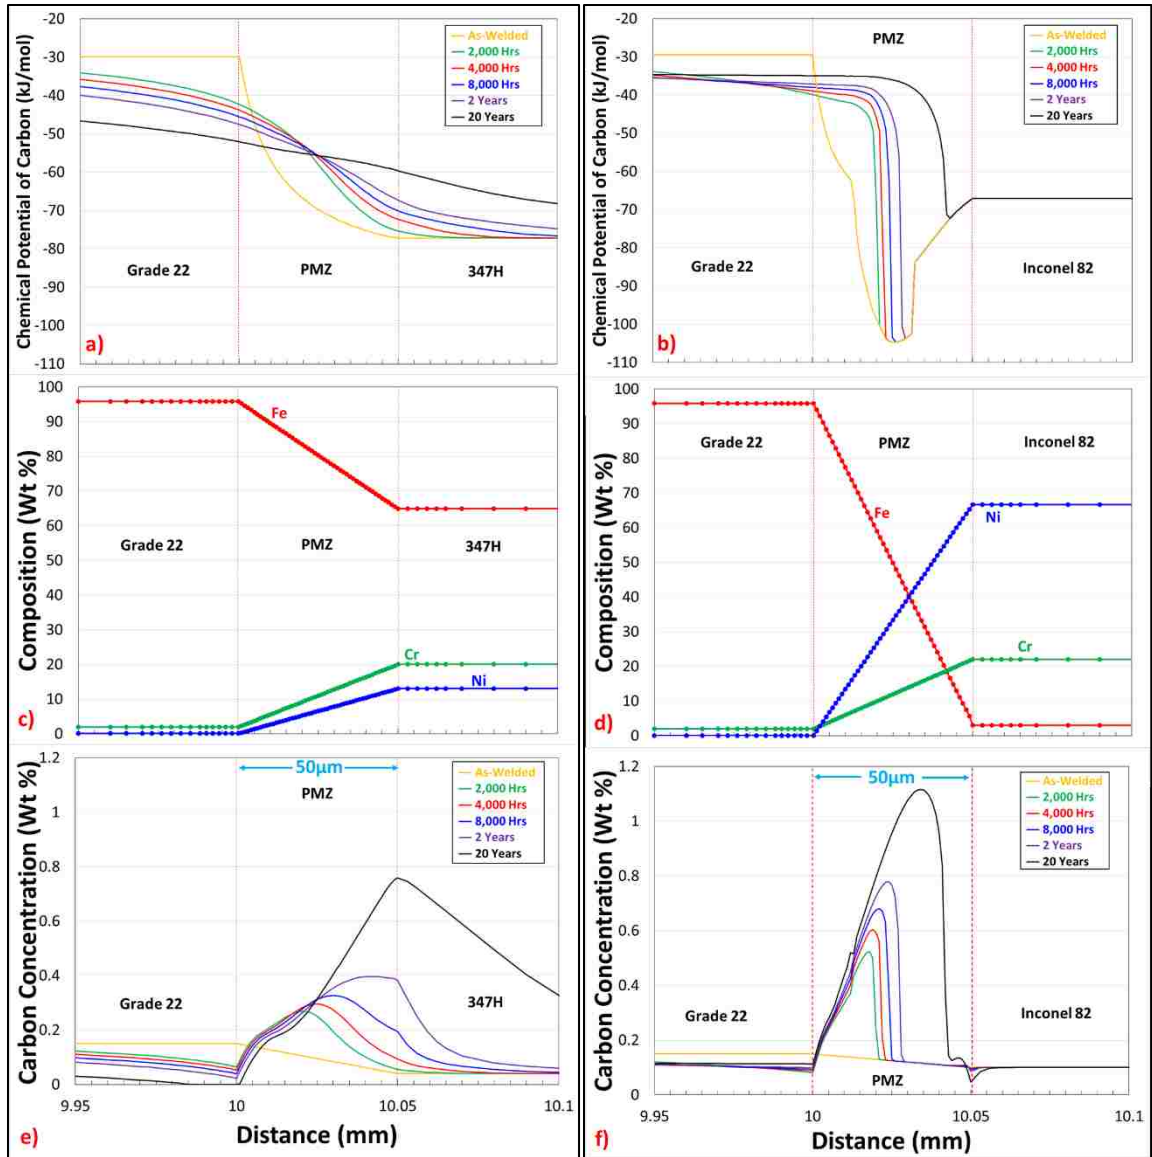 Chemical Potential of Carbon (kJ/mol)
-20
-30
-40
-50
-60
-70
-80
-90
-100
-110
As-Welded
2,000 Hrs
4,000 Hrs
8,000 Hrs
2 Years
20 Years
Grade 22
PMZ
347H
a)
Chemical Potential of Carbon (kJ/mol)
-20
-30
-40
-50
-60
-70
-80
-90
-100
-110
PMZ
As-Welded
2,000 Hrs
4,000 Hrs
8,000 Hrs
2 Years
20 Years
Grade 22
Inconel 82
b)
Composition (Wt %)
100
90
80
70
60
50
40
30
20
10
0
Fe
Grade 22
PMZ
347H
Cr
Ni
c)
Composition (Wt %)
100
90
80
70
60
50
40
30
20
10
0
Grade 22
PMZ
Inconel 82
Fe
Ni
Cr
d)
Carbon Concentration (Wt %)
1.2
1
0.8
0.6
0.4
0.2
0
50µm
PMZ
As-Welded
2,000 Hrs
4,000 Hrs
8,000 Hrs
2 Years
20 Years
Grade 22
347H
9.95
10
10.05
10.1
Distance (mm)
e)
Carbon Concentration (Wt %)
1.2
1
0.8
0.6
0.4
0.2
0
50µm
As-Welded
2,000 Hrs
4,000 Hrs
8,000 Hrs
2 Years
20 Years
Grade 22
Inconel 82
PMZ
9.95
10
10.05
10.1
Distance (mm)
f)